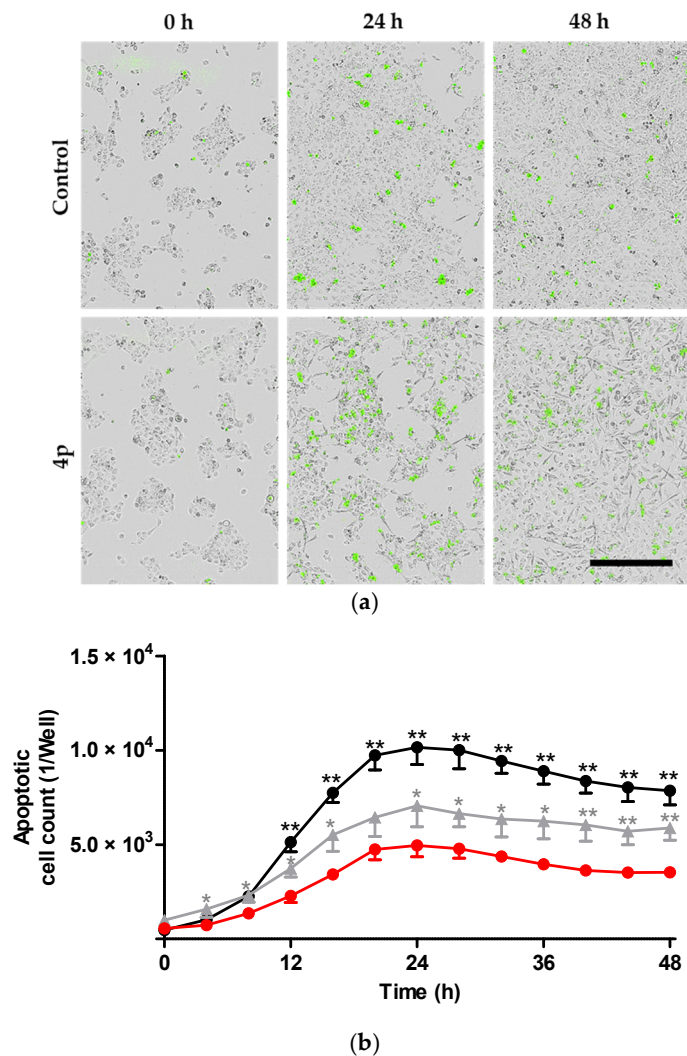 0 h 24 h 48 h
Control
4p
(a)
1.5 × 10⁴
1.0 × 10⁴
5.0 × 10³
0
Apoptotic
cell count (1/Well)
** ** ** ** ** ** ** ** ** **
* * * * * * * * * ** **
0 12 24 36 48
Time (h)
(b)